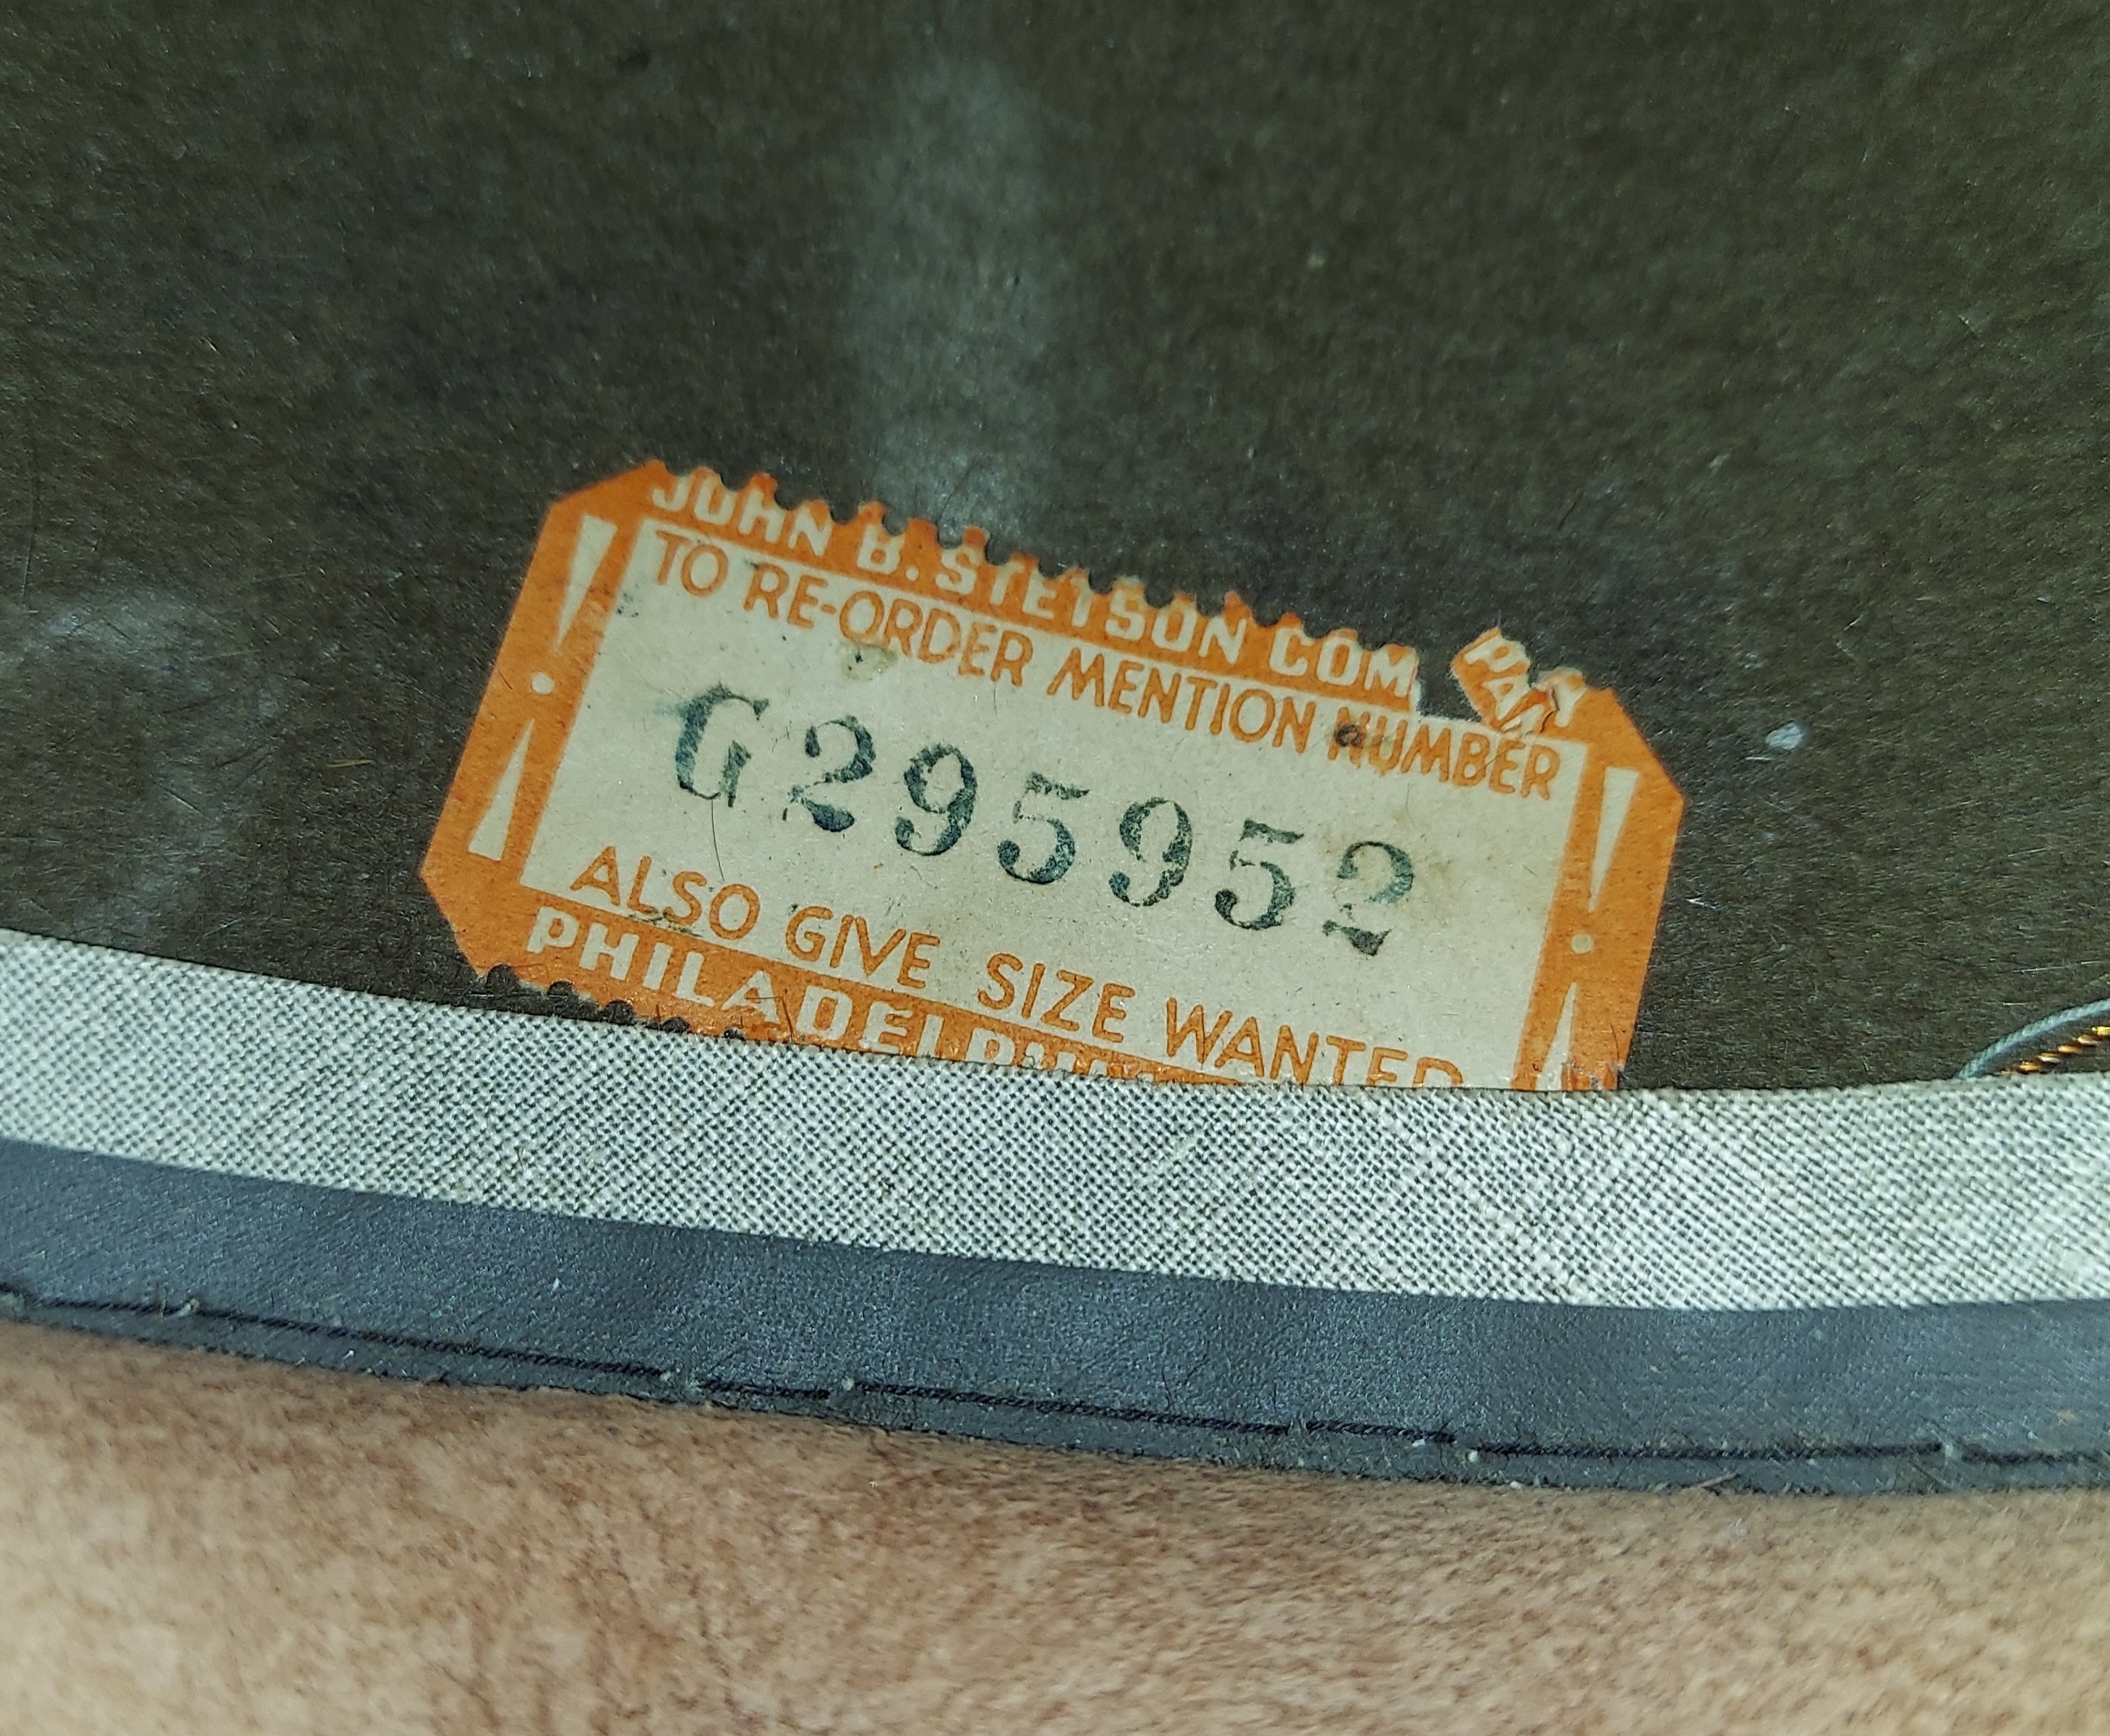 JOHN B. STETSON COMPANY
TO RE-ORDER MENTION NUMBER
G295952
ALSO GIVE SIZE WANTED
PHILADELPHIA